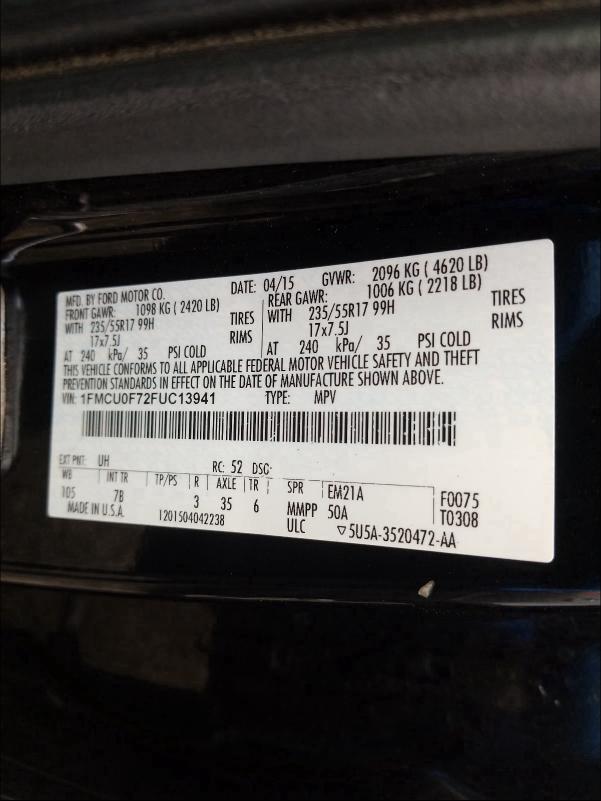 MFD. BY FORD MOTOR CO. DATE: 04/15 GVWR: 2096 KG ( 4620 LB)
FRONT GAWR: 1098 KG ( 2420 LB) REAR GAWR: 1006 KG ( 2218 LB)
WITH 235/55R17 99H TIRES WITH 235/55R17 99H TIRES
17x7.5J RIMS 17x7.5J RIMS
AT 240 kPa/ 35 PSI COLD AT 240 kPa/ 35 PSI COLD
THIS VEHICLE CONFORMS TO ALL APPLICABLE FEDERAL MOTOR VEHICLE SAFETY AND THEFT
PREVENTION STANDARDS IN EFFECT ON THE DATE OF MANUFACTURE SHOWN ABOVE.
VIN: 1FMCU0F72FUC13941 TYPE: MPV
EXT PNT: UH RC: 52 DSO:
WB INT TR TP/PS R AXLE TR SPR EM21A F0075
105 7B 3 35 6 MMPP 50A T0308
MADE IN U.S.A. 1201504042238 ULC ▽5U5A-3520472-AA